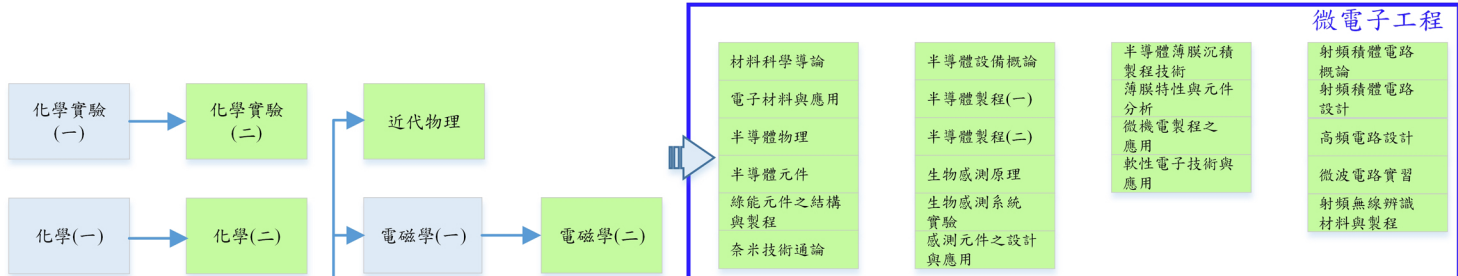 微電子工程
化學實驗
(一)
化學實驗
(二)
近代物理
化學(一)
化學(二)
電磁學(一)
電磁學(二)
材料科學導論
電子材料與應用
半導體物理
半導體元件
綠能元件之結構
與製程
奈米技術通論
半導體設備概論
半導體製程(一)
半導體製程(二)
生物感測原理
生物感測系統
實驗
感測元件之設計
與應用
半導體薄膜沉積
製程技術
薄膜特性與元件
分析
微機電製程之
應用
軟性電子技術與
應用
射頻積體電路
概論
射頻積體電路
設計
高頻電路設計
微波電路實習
射頻無線辨識
材料與製程